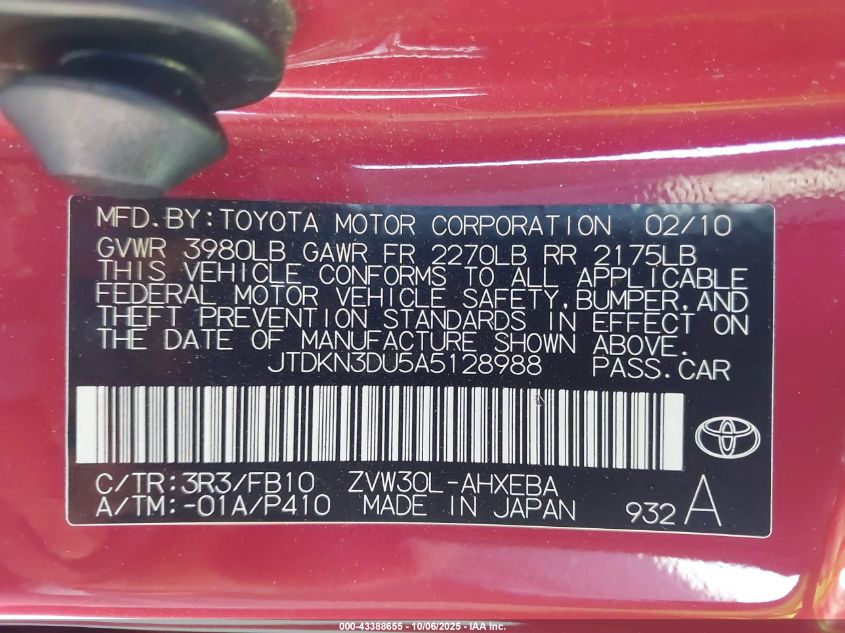 MFD.BY:TOYOTA MOTOR CORPORATION 02/10
GVWR 3980LB GAWR FR 2270LB RR 2175LB
THIS VEHICLE CONFORMS TO ALL APPLICABLE
FEDERAL MOTOR VEHICLE SAFETY, BUMPER, AND
THEFT PREVENTION STANDARDS IN EFFECT ON
THE DATE OF MANUFACTURE SHOWN ABOVE.
JTDKN3DU5A5128988 PASS.CAR
C/TR:3R3/FB10 ZVW30L-AHXEBA
A/TM:-01A/P410 MADE IN JAPAN 932 A
000-43388655 - 10/06/2025 - IAA Inc.